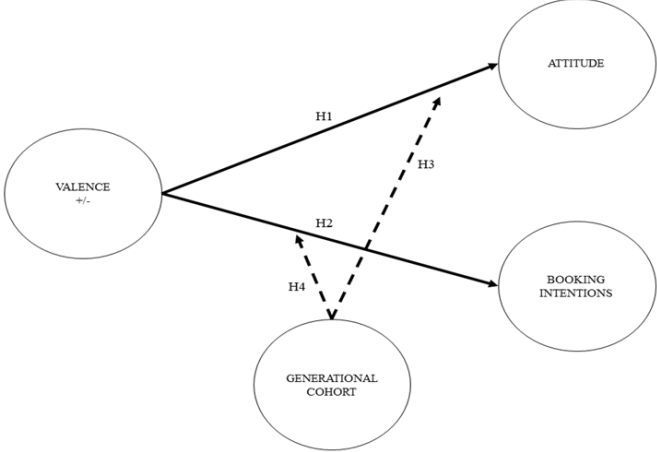 ATTITUDE
H1
H3
VALENCE
+/-
H2
BOOKING
INTENTIONS
H4
GENERATIONAL
COHORT